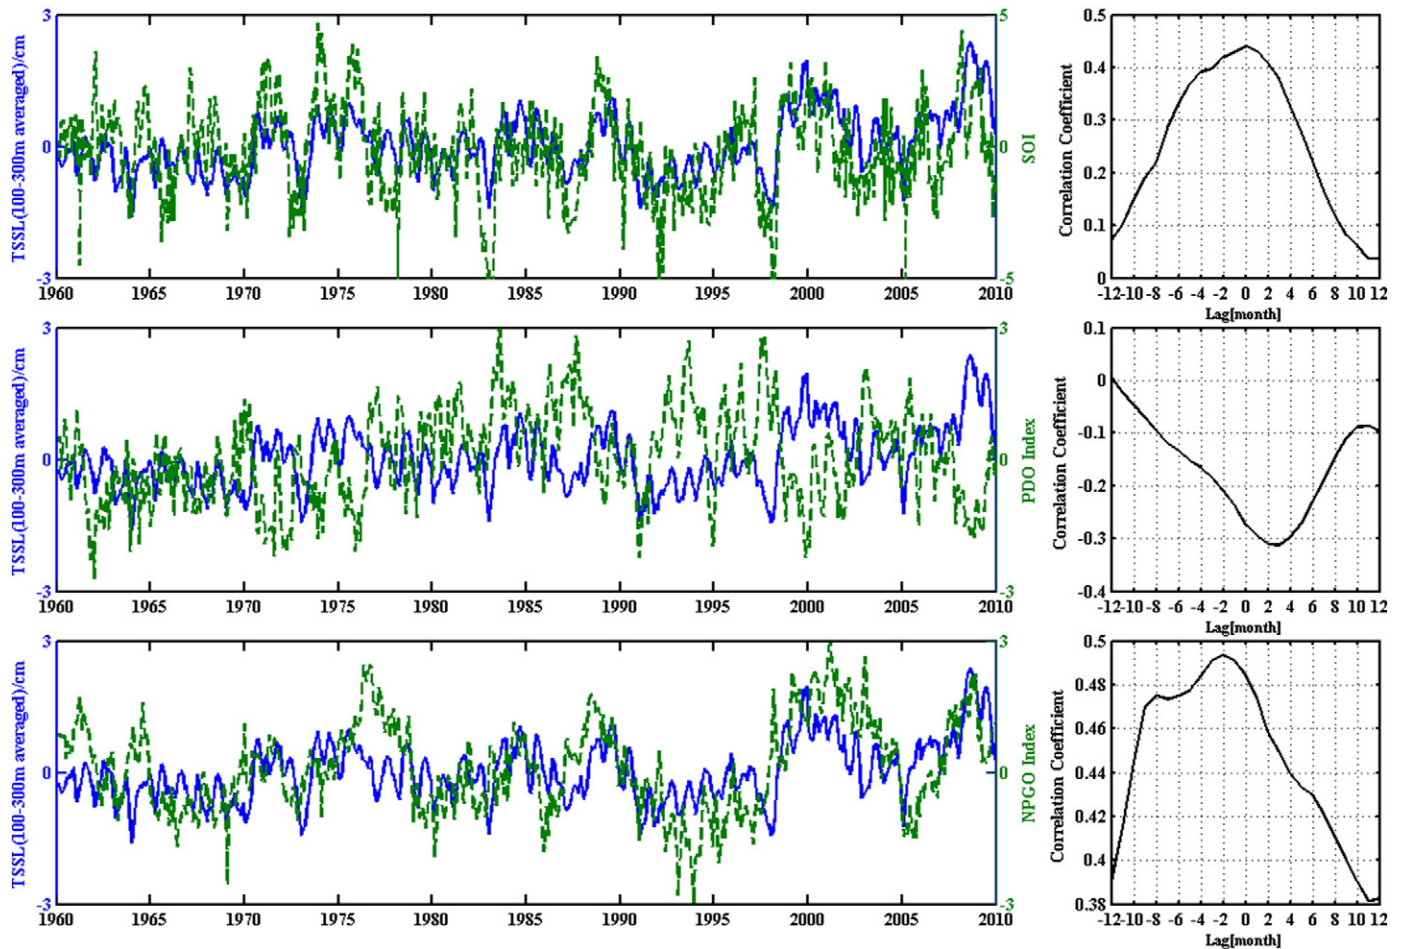 TSSL(100-300m averaged)/cm
3
0
-3
5
0
-5
SOI
1960 1965 1970 1975 1980 1985 1990 1995 2000 2005 2010
Correlation Coefficient
0.5
0.4
0.3
0.2
0.1
0
-12 -10 -8 -6 -4 -2 0 2 4 6 8 10 12
Lag[month]
TSSL(100-300m averaged)/cm
3
0
-3
3
0
-3
PDO Index
1960 1965 1970 1975 1980 1985 1990 1995 2000 2005 2010
Correlation Coefficient
0.1
0
-0.1
-0.2
-0.3
-0.4
-12 -10 -8 -6 -4 -2 0 2 4 6 8 10 12
Lag[month]
TSSL(100-300m averaged)/cm
3
0
-3
3
0
-3
NPGO Index
1960 1965 1970 1975 1980 1985 1990 1995 2000 2005 2010
Correlation Coefficient
0.5
0.48
0.46
0.44
0.42
0.4
0.38
-12 -10 -8 -6 -4 -2 0 2 4 6 8 10 12
Lag[month]